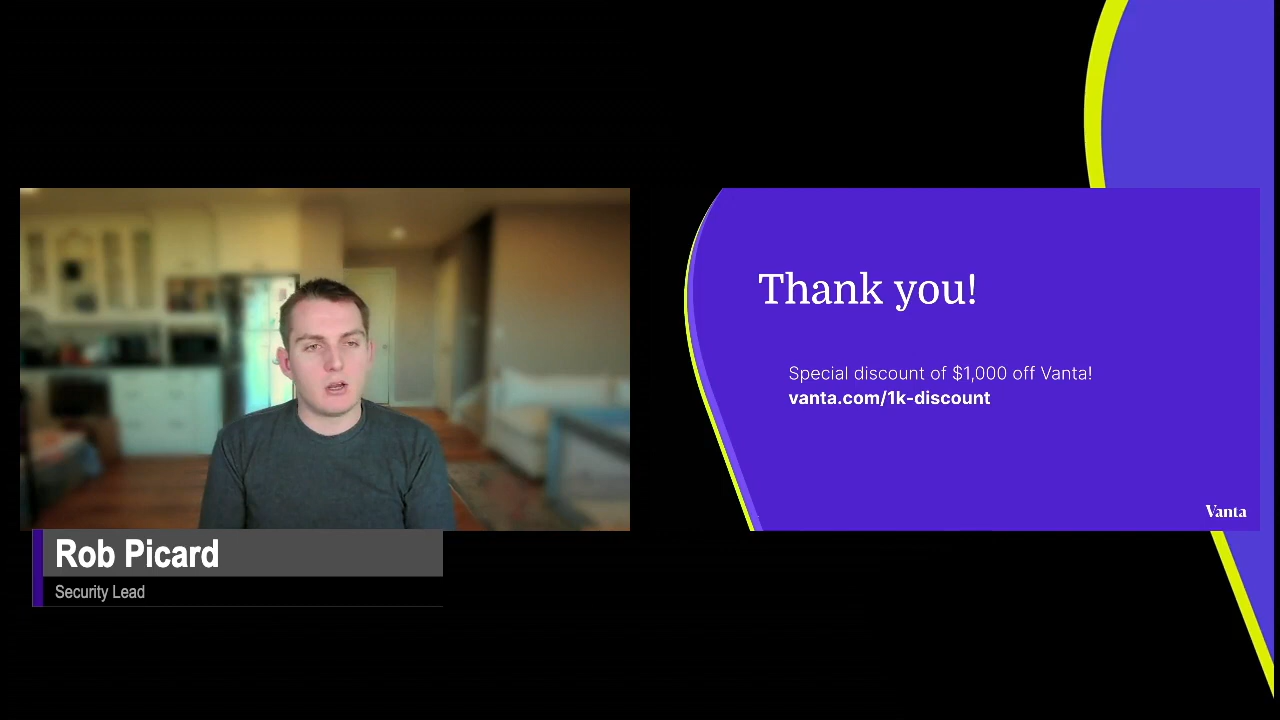 Thank you!
Special discount of $1,000 off Vanta!
vanta.com/1k-discount
Vanta
Rob Picard
Security Lead